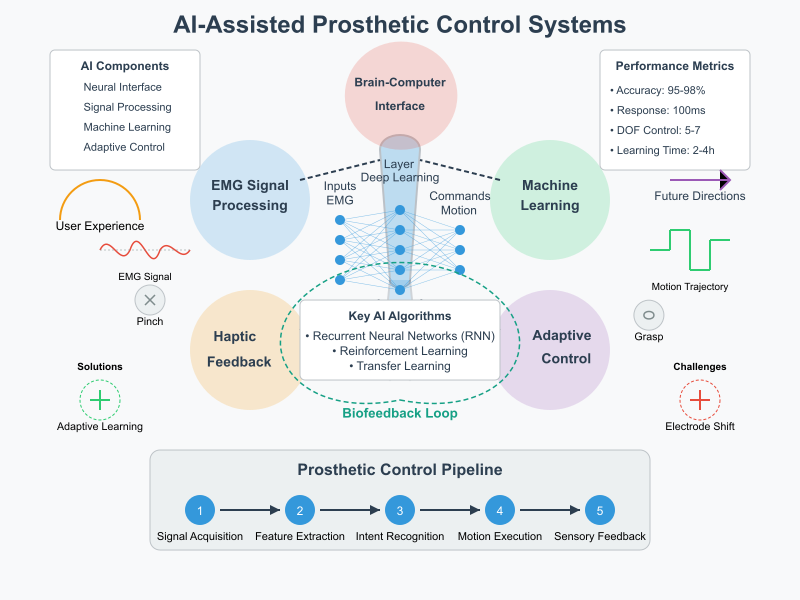 AI-Assisted Prosthetic Control Systems
AI Components
Neural Interface
Signal Processing
Machine Learning
Adaptive Control
Brain-Computer
Interface
Performance Metrics
• Accuracy: 95-98%
• Response: 100ms
• DOF Control: 5-7
• Learning Time: 2-4h
EMG Signal
Processing
Layer
Deep Learning
Inputs
EMG
Commands
Motion
Machine
Learning
User Experience
Future Directions
EMG Signal
Pinch
Motion Trajectory
Grasp
Haptic
Feedback
Key AI Algorithms
• Recurrent Neural Networks (RNN)
• Reinforcement Learning
• Transfer Learning
Adaptive
Control
Solutions
Adaptive Learning
Challenges
Electrode Shift
Biofeedback Loop
Prosthetic Control Pipeline
1
2
3
4
5
Signal Acquisition
Feature Extraction
Intent Recognition
Motion Execution
Sensory Feedback